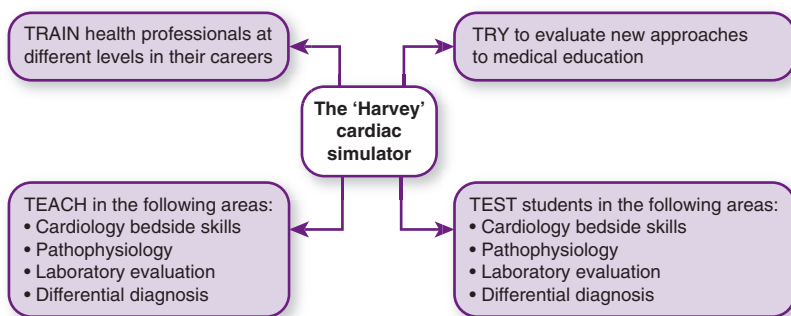 TRAIN health professionals at
different levels in their careers
TRY to evaluate new approaches
to medical education
The ‘Harvey’
cardiac
simulator
TEACH in the following areas:
• Cardiology bedside skills
• Pathophysiology
• Laboratory evaluation
• Differential diagnosis
TEST students in the following areas:
• Cardiology bedside skills
• Pathophysiology
• Laboratory evaluation
• Differential diagnosis